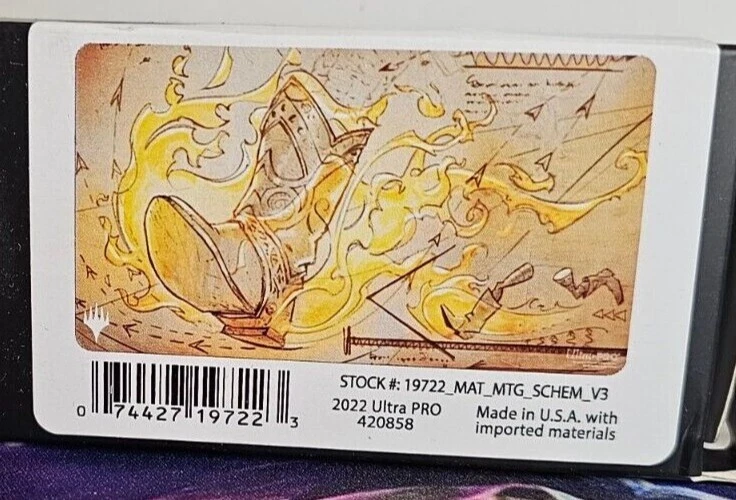 STOCK #: 19722_MAT_MTG_SCHEM_V3
2022 Ultra PRO
420858
Made in U.S.A. with
imported materials
0 74427 19722 3